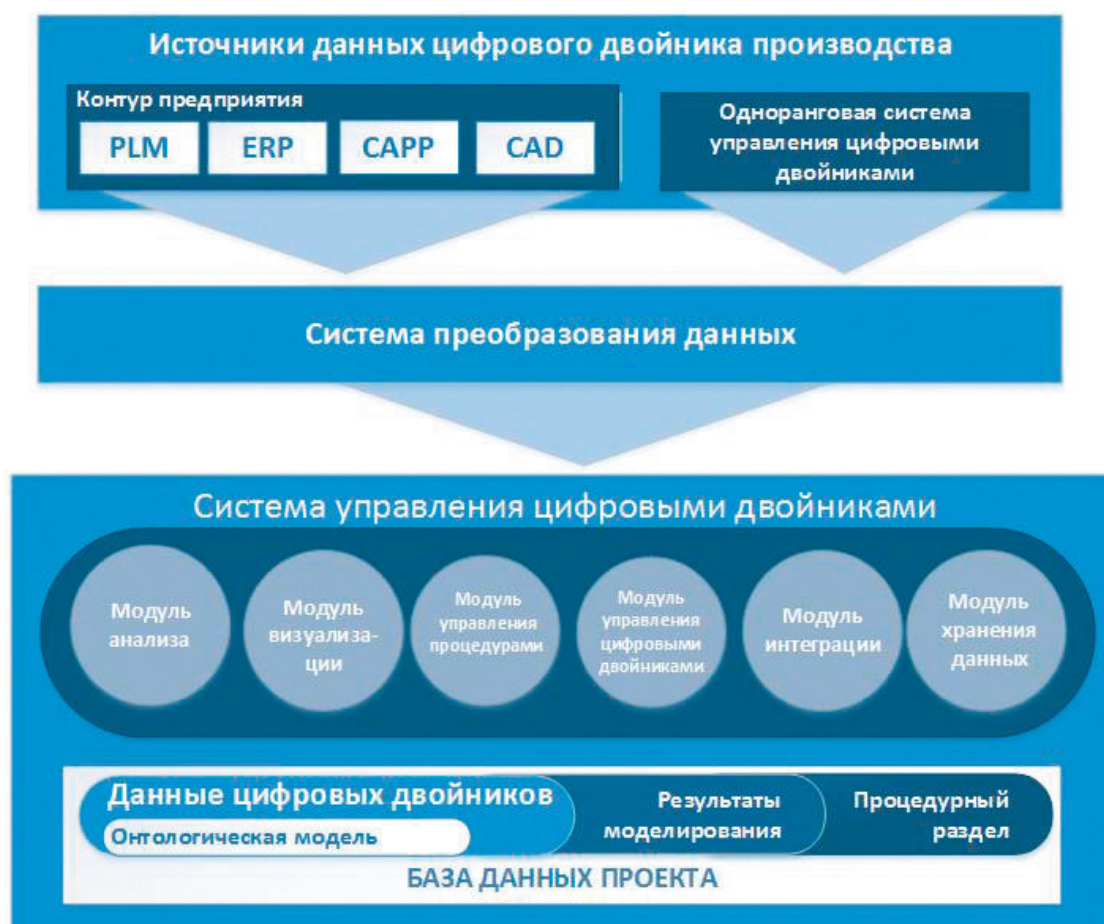 Источники данных цифрового двойника производства
Контур предприятия
PLM
ERP
CAPP
CAD
Одноранговая система
управления цифровыми
двойниками
Система преобразования данных
Система управления цифровыми двойниками
Модуль
анализа
Модуль
визуализа-
ции
Модуль
управления
процедурами
Модуль
управления
цифровыми
двойниками
Модуль
интеграции
Модуль
хранения
данных
Данные цифровых двойников
Онтологическая модель
Результаты
моделирования
Процедурный
раздел
БАЗА ДАННЫХ ПРОЕКТА